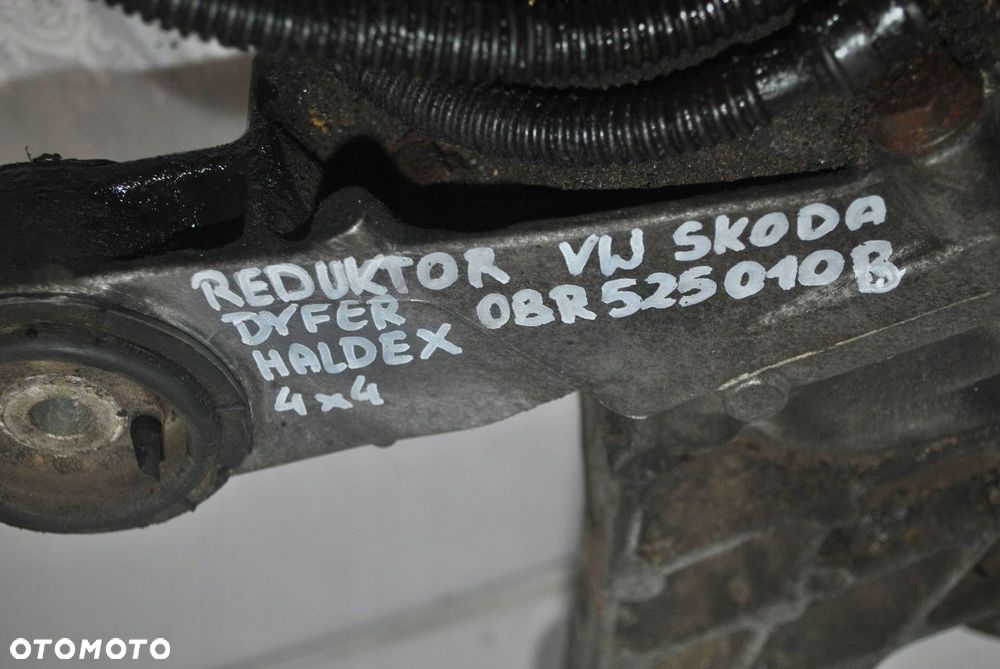 REDUKTOR VW SKODA
DYFER 0BR525010B
HALDEX
4x4
OTOMOTO